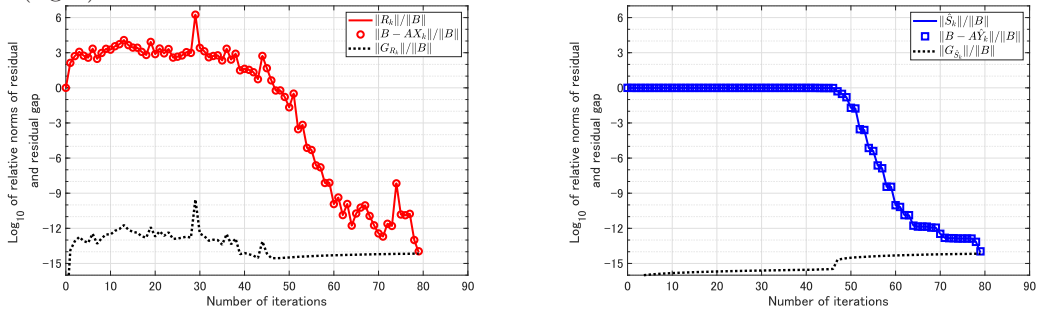 6
3
0
-3
-6
-9
-12
-15
0 10 20 30 40 50 60 70 80 90
Number of iterations
Log₁₀ of relative norms of residual
and residual gap
‖R_k‖/‖B‖
‖B − AX_k‖/‖B‖
‖G_{R_k}‖/‖B‖
6
3
0
-3
-6
-9
-12
-15
0 10 20 30 40 50 60 70 80 90
Number of iterations
Log₁₀ of relative norms of residual
and residual gap
‖Ŝ_k‖/‖B‖
‖B − AŶ_k‖/‖B‖
‖G_{Ŝ_k}‖/‖B‖